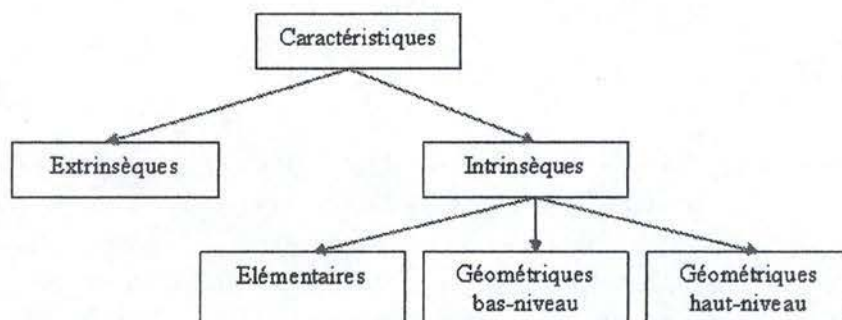 Caractéristiques
Extrinsèques
Intrinsèques
Elémentaires
Géométriques
bas-niveau
Géométriques
haut-niveau